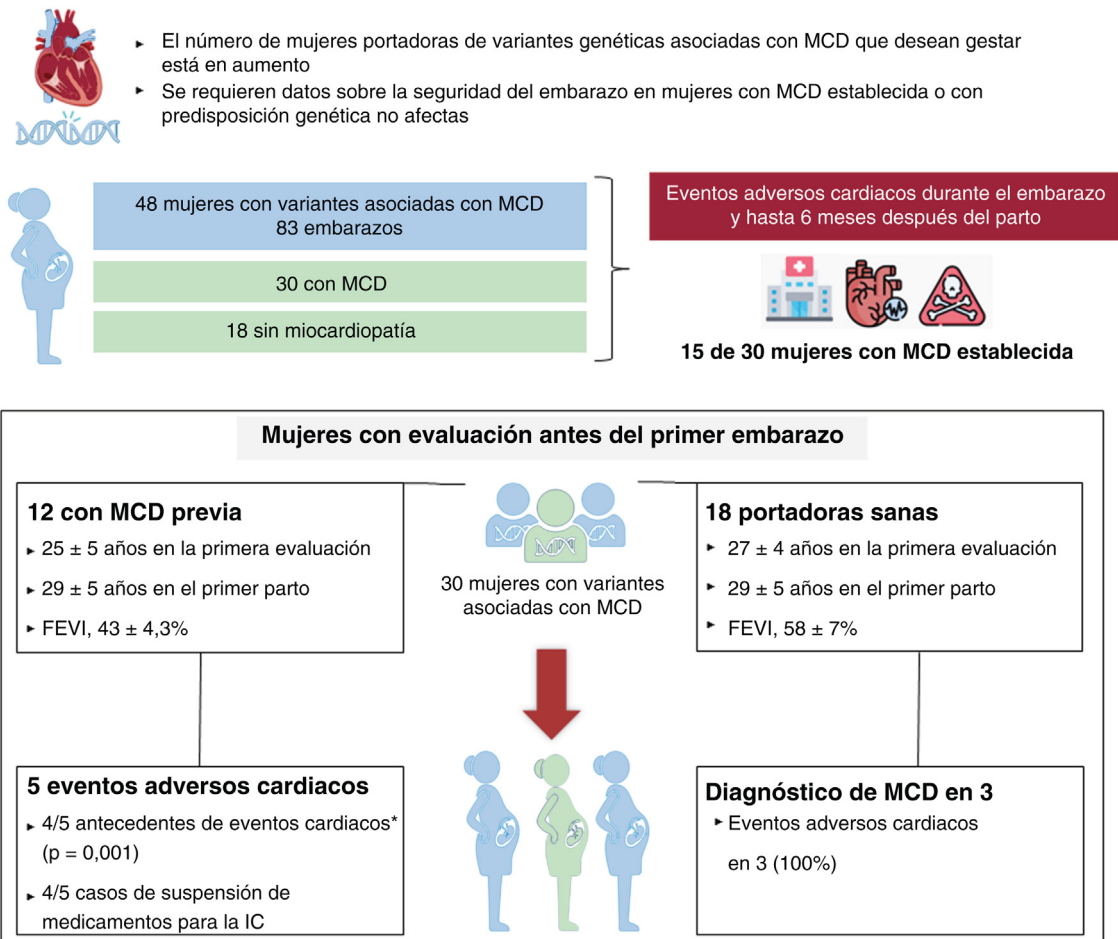 ▸ El número de mujeres portadoras de variantes genéticas asociadas con MCD que desean gestar
está en aumento
▸ Se requieren datos sobre la seguridad del embarazo en mujeres con MCD establecida o con
predisposición genética no afectas
48 mujeres con variantes asociadas con MCD
83 embarazos
30 con MCD
18 sin miocardiopatía
Eventos adversos cardiacos durante el embarazo
y hasta 6 meses después del parto
15 de 30 mujeres con MCD establecida
Mujeres con evaluación antes del primer embarazo
12 con MCD previa
▸ 25 ± 5 años en la primera evaluación
▸ 29 ± 5 años en el primer parto
▸ FEVI, 43 ± 4,3%
30 mujeres con variantes
asociadas con MCD
18 portadoras sanas
▸ 27 ± 4 años en la primera evaluación
▸ 29 ± 5 años en el primer parto
▸ FEVI, 58 ± 7%
5 eventos adversos cardiacos
▸ 4/5 antecedentes de eventos cardiacos*
(p = 0,001)
▸ 4/5 casos de suspensión de
medicamentos para la IC
Diagnóstico de MCD en 3
▸ Eventos adversos cardiacos
en 3 (100%)